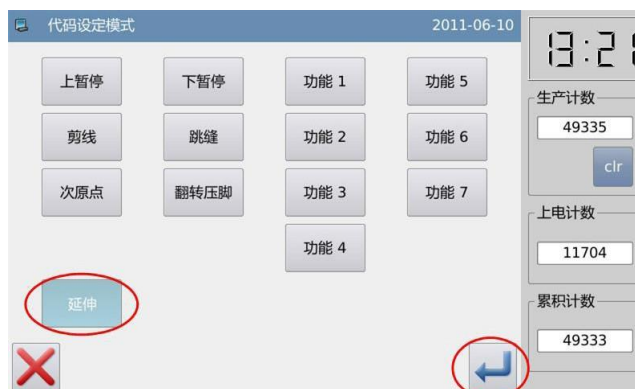 代码设定模式 2011-06-10
上暂停 下暂停 功能 1 功能 5
剪线 跳缝 功能 2 功能 6
次原点 翻转压脚 功能 3 功能 7
功能 4
延伸
13:2
生产计数
49335
clr
上电计数
11704
累积计数
49333